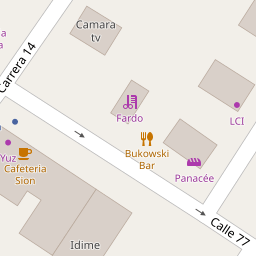 Camara
tv
a
a
Carrera 14
Fardo
LCI
Yuz
Bukowski
Bar
Cafeteria
Sion
Panacée
Calle 77
Idime